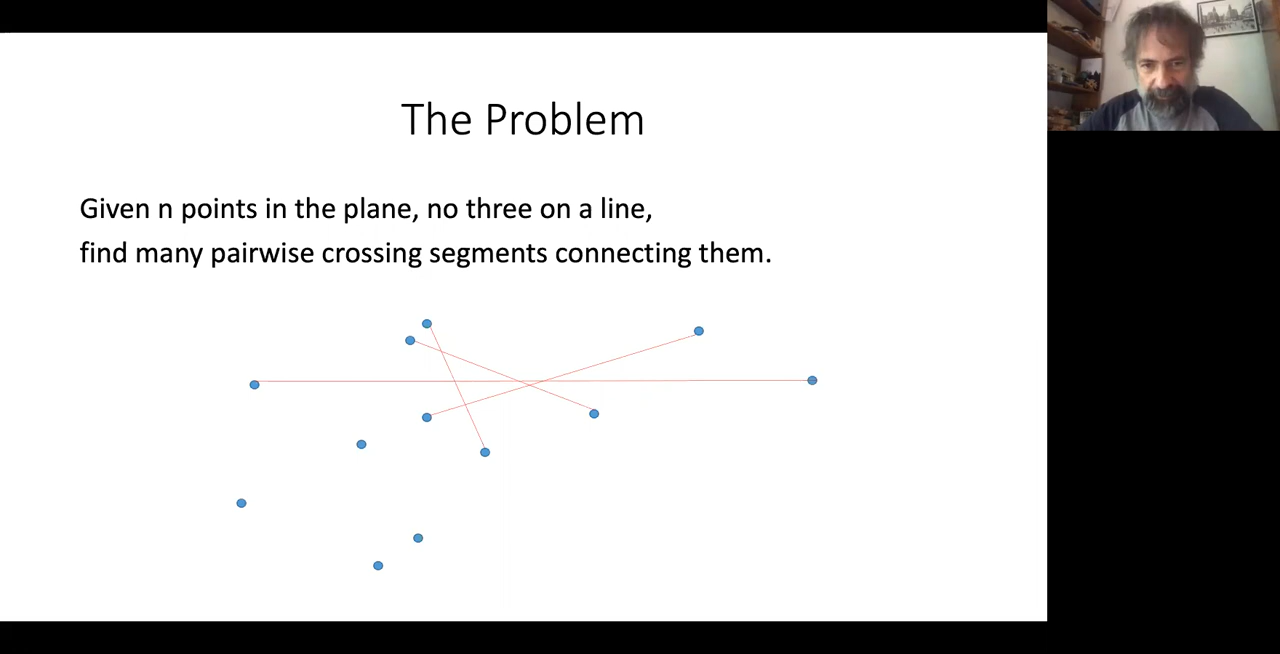 The Problem
Given n points in the plane, no three on a line,
find many pairwise crossing segments connecting them.